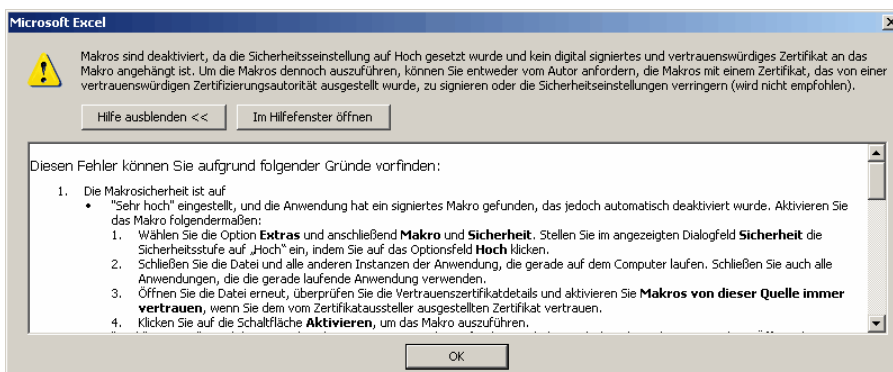 Microsoft Excel
Makros sind deaktiviert, da die Sicherheitsseinstellung auf Hoch gesetzt wurde und kein digital signiertes und vertrauenswürdiges Zertifikat an das
Makro angehängt ist. Um die Makros dennoch auszuführen, können Sie entweder vom Autor anfordern, die Makros mit einem Zertifikat, das von einer
vertrauenswürdigen Zertifizierungsautorität ausgestellt wurde, zu signieren oder die Sicherheitseinstellungen verringern (wird nicht empfohlen).
Hilfe ausblenden << Im Hilfefenster öffnen
Diesen Fehler können Sie aufgrund folgender Gründe vorfinden:
1. Die Makrosicherheit ist auf
• "Sehr hoch" eingestellt, und die Anwendung hat ein signiertes Makro gefunden, das jedoch automatisch deaktiviert wurde. Aktivieren Sie
das Makro folgendermaßen:
1. Wählen Sie die Option Extras und anschließend Makro und Sicherheit. Stellen Sie im angezeigten Dialogfeld Sicherheit die
Sicherheitsstufe auf „Hoch" ein, indem Sie auf das Optionsfeld Hoch klicken.
2. Schließen Sie die Datei und alle anderen Instanzen der Anwendung, die gerade auf dem Computer laufen. Schließen Sie auch alle
Anwendungen, die die gerade laufende Anwendung verwenden.
3. Öffnen Sie die Datei erneut, überprüfen Sie die Vertrauenszertifikatdetails und aktivieren Sie Makros von dieser Quelle immer
vertrauen, wenn Sie dem vom Zertifikataussteller ausgestellten Zertifikat vertrauen.
4. Klicken Sie auf die Schaltfläche Aktivieren, um das Makro auszuführen.
OK